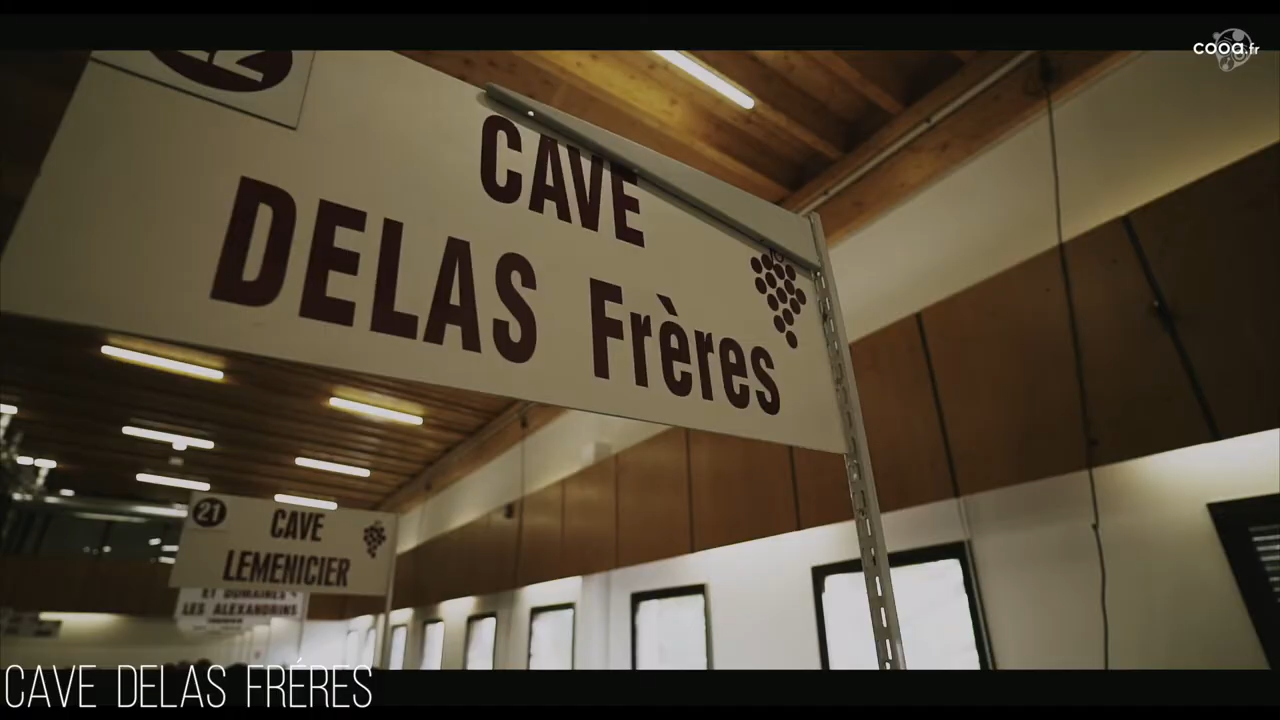 cooa.fr
CAVE
DELAS Frères
21
CAVE
LEMENICIER
ET DOMAINES
LES ALEXANDRINS
CAVE DELAS FRÉRES